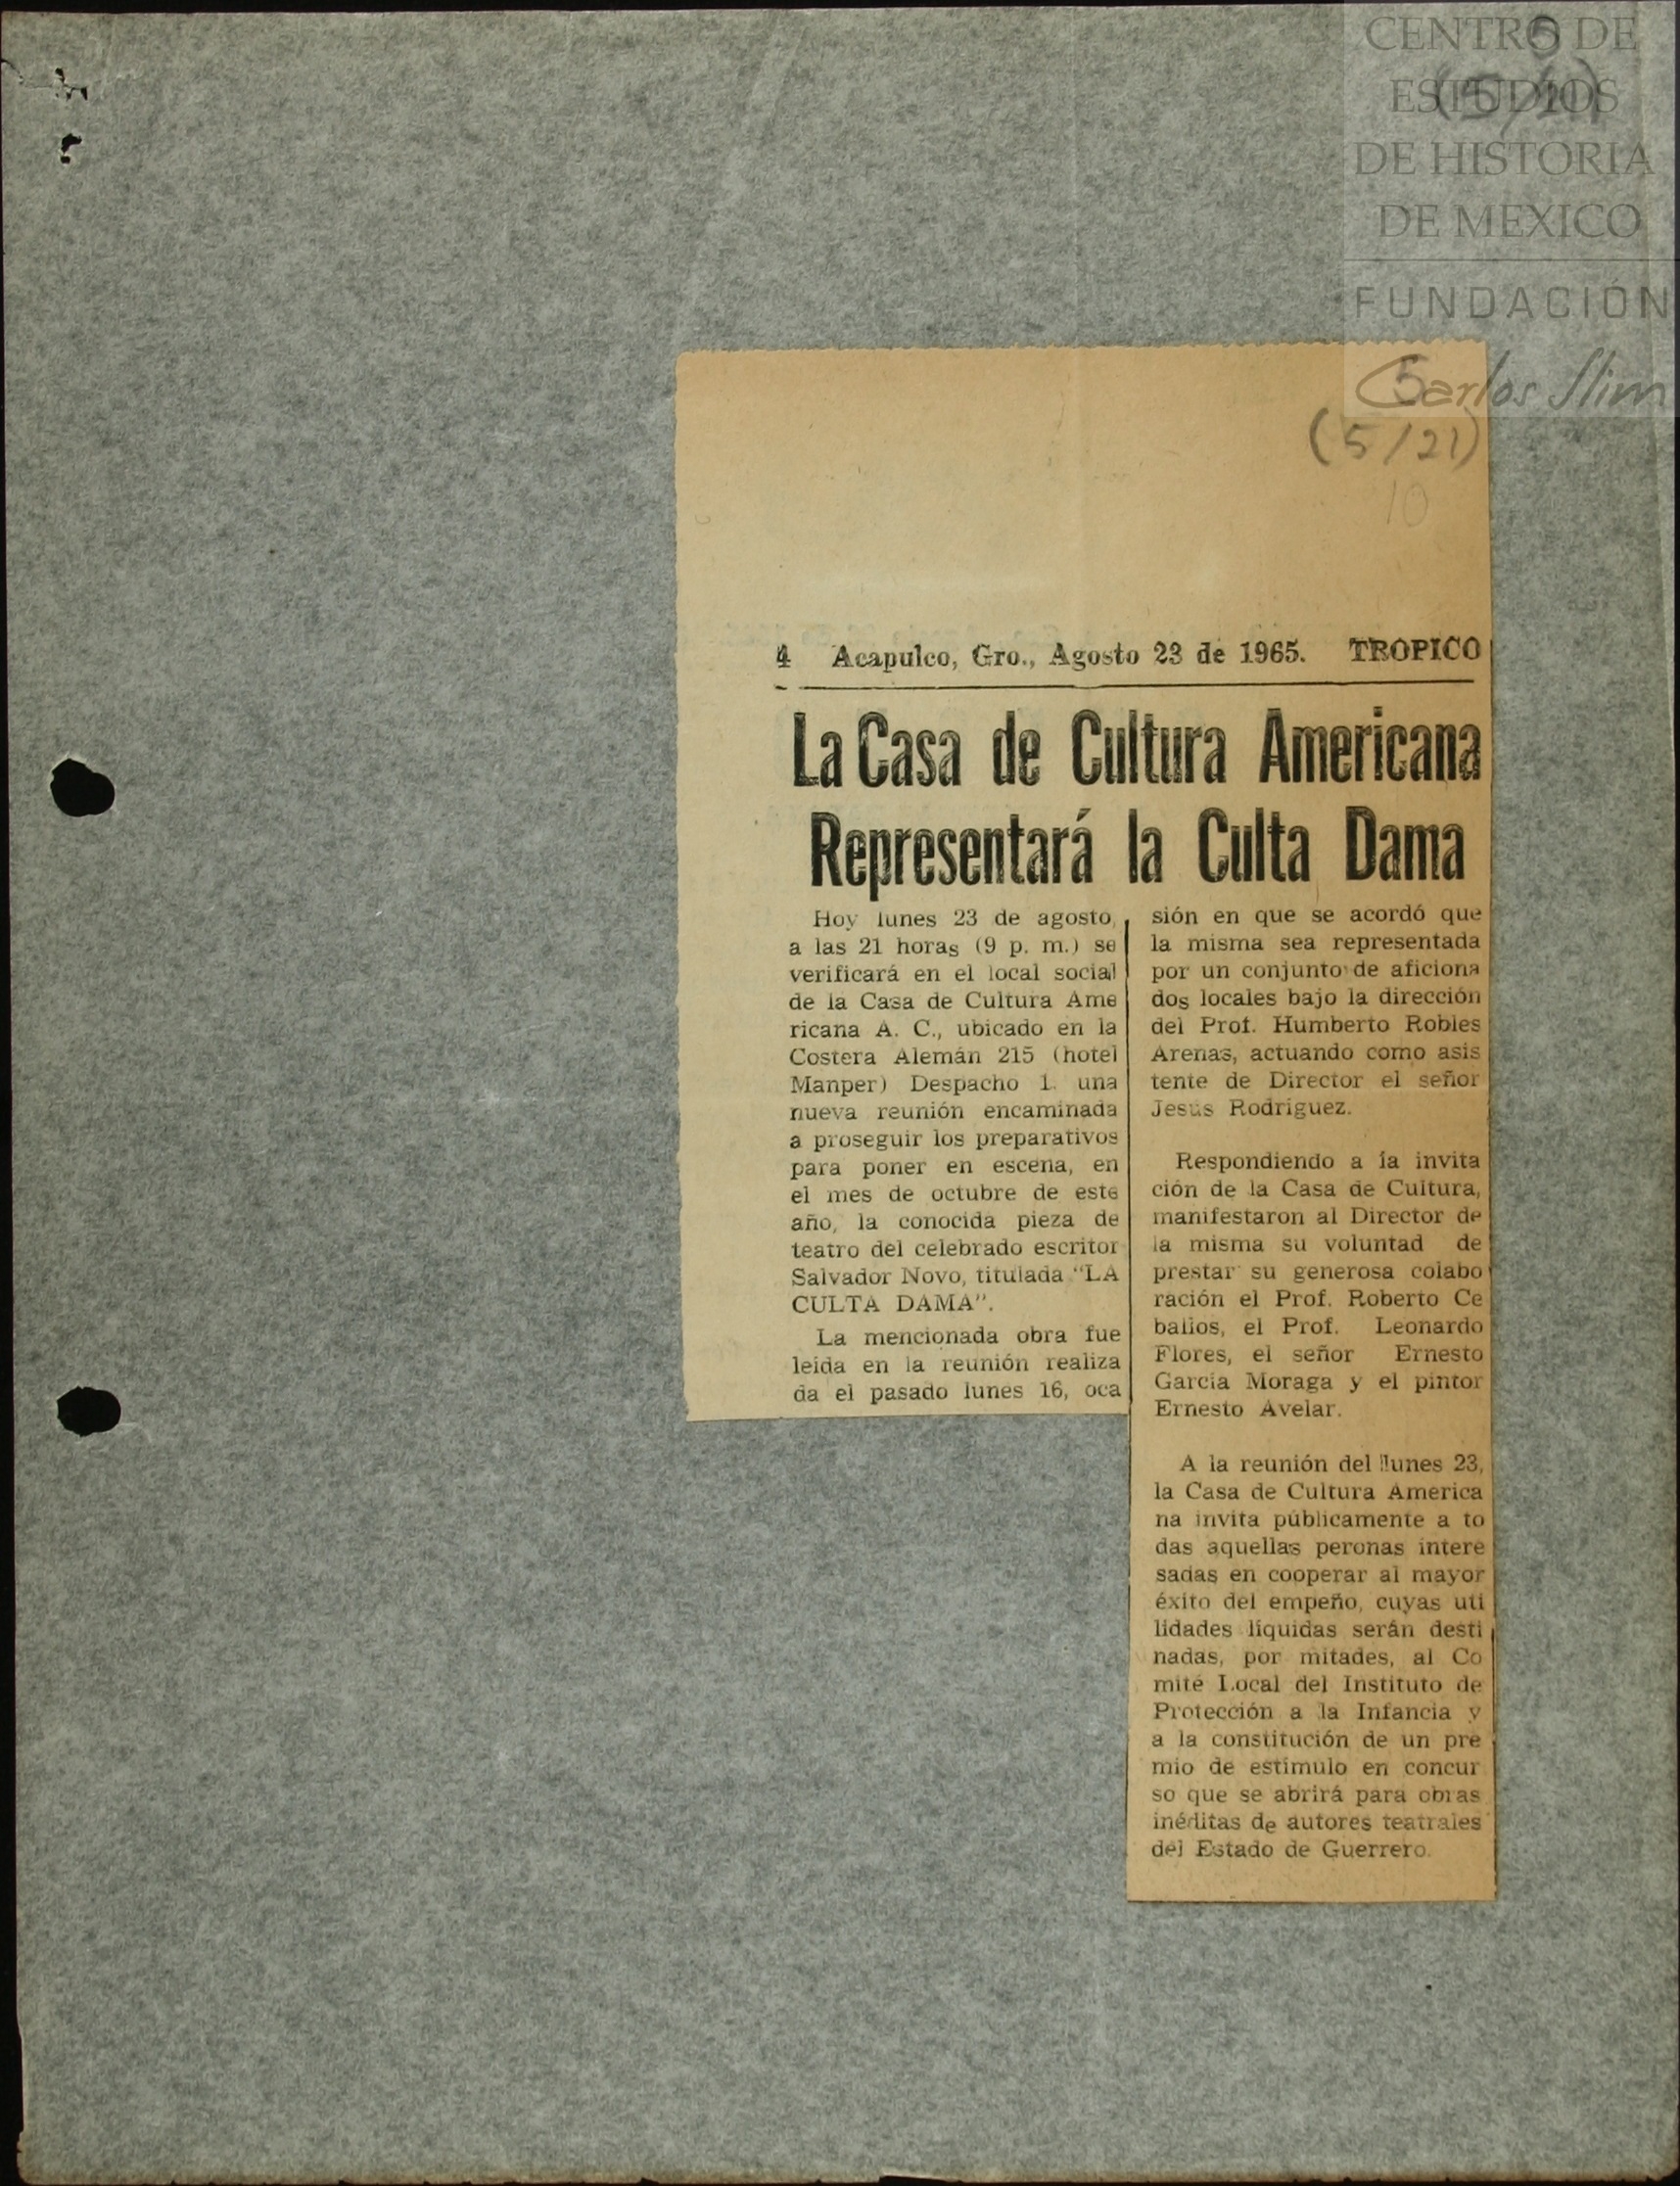 CENTRO DE
ESTUDIOS
DE HISTORIA
DE MEXICO
FUNDACIÓN
Carlos Slim
5
(5/21)
5
(5/21)
10
4 Acapulco, Gro., Agosto 23 de 1965. TROPICO
La Casa de Cultura Americana
Representará la Culta Dama
Hoy lunes 23 de agosto,
a las 21 horas (9 p. m.) se
verificará en el local social
de la Casa de Cultura Ame
ricana A. C., ubicado en la
Costera Alemán 215 (hotel
Manper) Despacho 1 una
nueva reunión encaminada
a proseguir los preparativos
para poner en escena, en
el mes de octubre de este
año, la conocida pieza de
teatro del celebrado escritor
Salvador Novo, titulada "LA
CULTA DAMA".
La mencionada obra fue
leída en la reunión realiza
da el pasado lunes 16, oca
sión en que se acordó que
la misma sea representada
por un conjunto de aficiona
dos locales bajo la dirección
del Prof. Humberto Robles
Arenas, actuando como asis
tente de Director el señor
Jesús Rodríguez.
Respondiendo a la invita
ción de la Casa de Cultura,
manifestaron al Director de
la misma su voluntad de
prestar su generosa colabo
ración el Prof. Roberto Ce
ballos, el Prof. Leonardo
Flores, el señor Ernesto
García Moraga y el pintor
Ernesto Avelar.
A la reunión del lunes 23,
la Casa de Cultura America
na invita públicamente a to
das aquellas peronas intere
sadas en cooperar al mayor
éxito del empeño, cuyas uti
lidades líquidas serán desti
nadas, por mitades, al Co
mité Local del Instituto de
Protección a la Infancia y
a la constitución de un pre
mio de estímulo en concur
so que se abrirá para obras
inéditas de autores teatrales
del Estado de Guerrero.